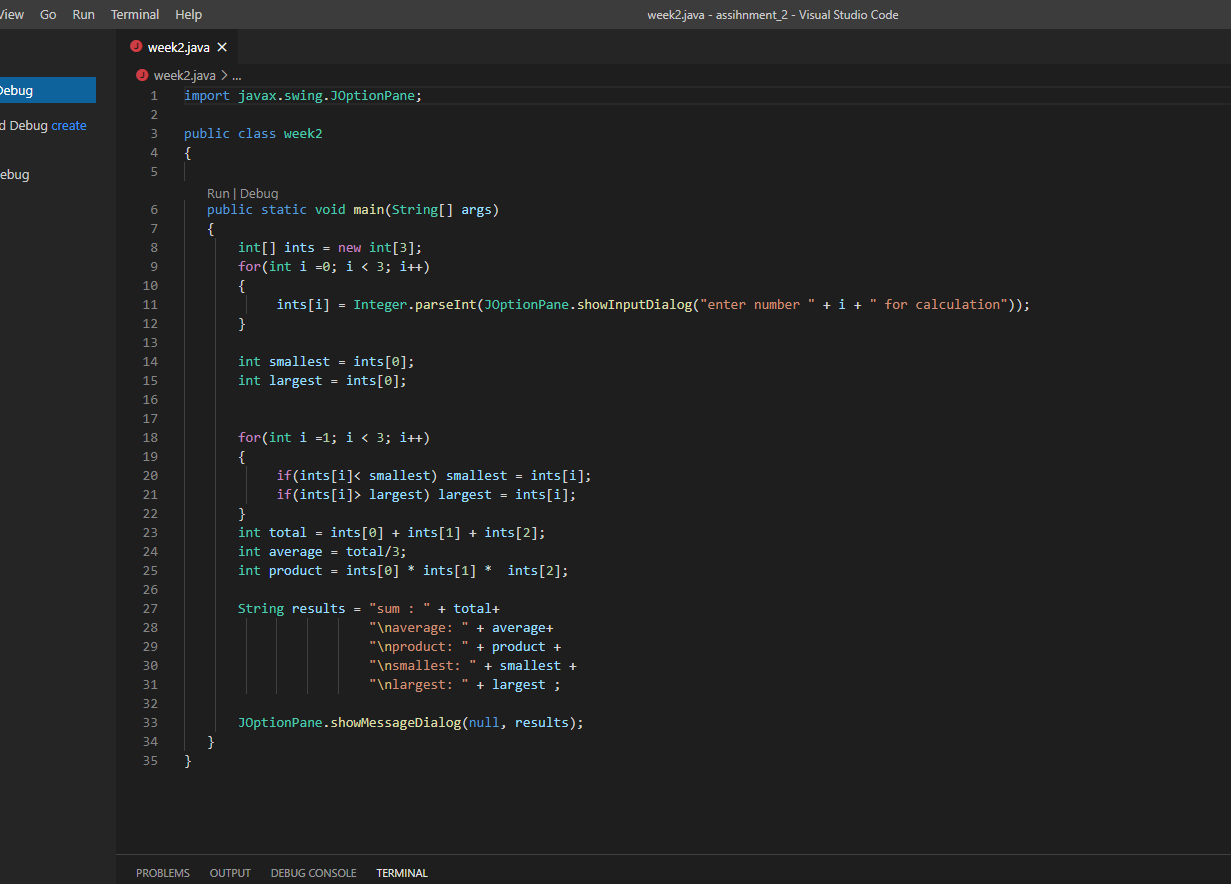 View Go Run Terminal Help week2.java - assihnment_2 - Visual Studio Code
week2.java
Debug
week2.java > ...
d Debug create
ebug
1 import javax.swing.JOptionPane;
2
3 public class week2
4 {
5
Run | Debug
6 public static void main(String[] args)
7 {
8 int[] ints = new int[3];
9 for(int i =0; i < 3; i++)
10 {
11 ints[i] = Integer.parseInt(JOptionPane.showInputDialog("enter number " + i + " for calculation"));
12 }
13
14 int smallest = ints[0];
15 int largest = ints[0];
16
17
18 for(int i =1; i < 3; i++)
19 {
20 if(ints[i]< smallest) smallest = ints[i];
21 if(ints[i]> largest) largest = ints[i];
22 }
23 int total = ints[0] + ints[1] + ints[2];
24 int average = total/3;
25 int product = ints[0] * ints[1] *  ints[2];
26
27 String results = "sum : " + total+
28 "\naverage: " + average+
29 "\nproduct: " + product +
30 "\nsmallest: " + smallest +
31 "\nlargest: " + largest ;
32
33 JOptionPane.showMessageDialog(null, results);
34 }
35 }
PROBLEMS OUTPUT DEBUG CONSOLE TERMINAL